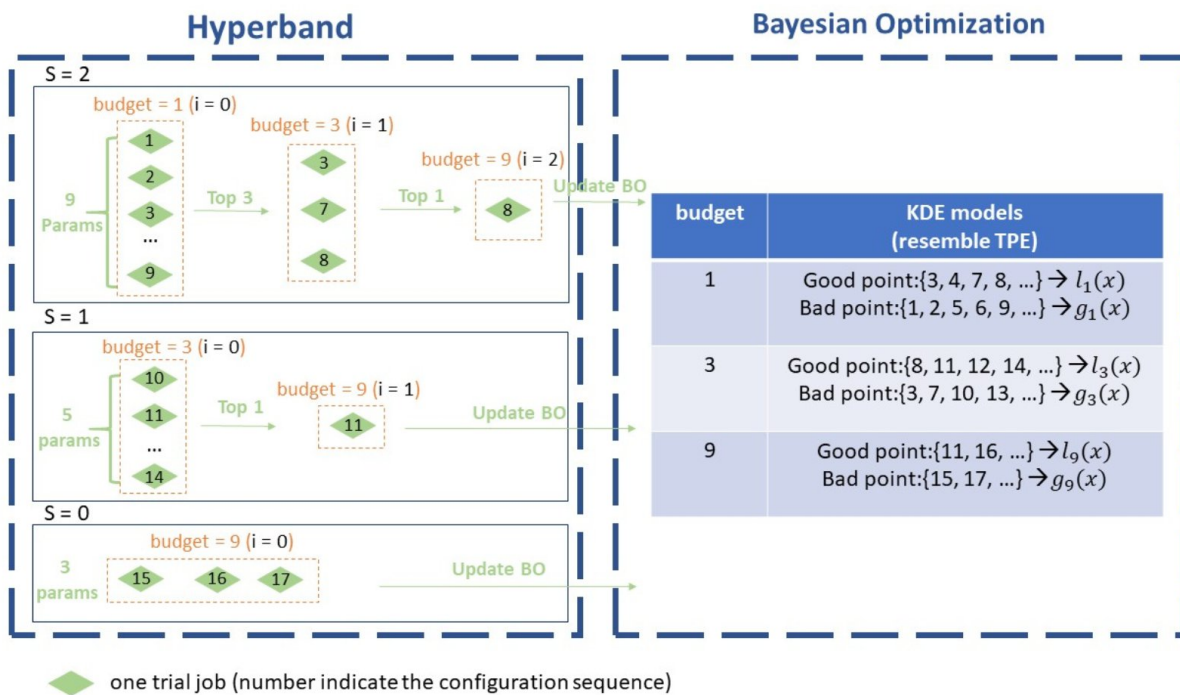 Hyperband
Bayesian Optimization
S = 2
budget = 1 (i = 0)
budget = 3 (i = 1)
budget = 9 (i = 2)
1
2
3
...
9
9
Params
Top 3
3
7
8
Top 1
8
Update BO
S = 1
budget = 3 (i = 0)
budget = 9 (i = 1)
10
11
...
14
5
params
Top 1
11
Update BO
S = 0
budget = 9 (i = 0)
3
params
15 16 17
Update BO
budget
KDE models
(resemble TPE)
1
Good point:{3, 4, 7, 8, …} → l₁(x)
Bad point:{1, 2, 5, 6, 9, …} → g₁(x)
3
Good point:{8, 11, 12, 14, …} → l₃(x)
Bad point:{3, 7, 10, 13, …} → g₃(x)
9
Good point:{11, 16, …} → l₉(x)
Bad point:{15, 17, …} → g₉(x)
one trial job (number indicate the configuration sequence)